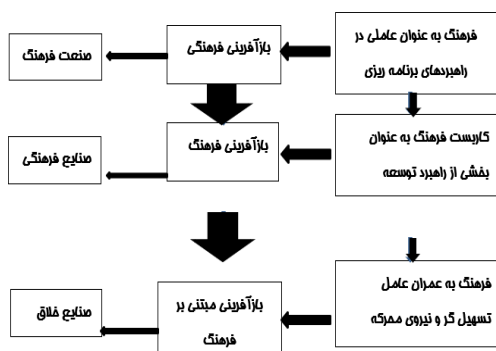 فرهنگ به عنوان عاملی در
راهبردهای برنامه ریزی
بازآفرینی فرهنگی
صنعت فرهنگ
کاربست فرهنگ به عنوان
بخشی از راهبرد توسعه
بازآفرینی فرهنگ
صنایع فرهنگی
فرهنگ به عمران عامل
تسهیل گر و نیروی محرکه
بازآفرینی مبتنی بر
فرهنگ
صنایع خلاق